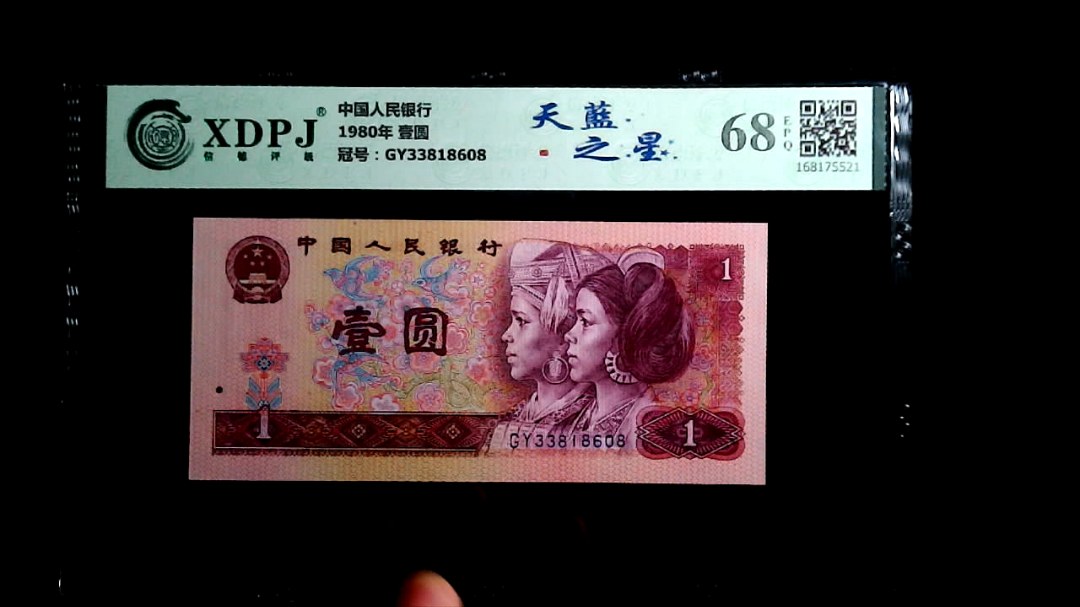 XDPJ®
信敏评级
中国人民银行
1980年 壹圆
冠号：GY33818608
天藍
之星
68
EPQ
168175521
中国人民银行
1
壹圆
1
GY33818608
1